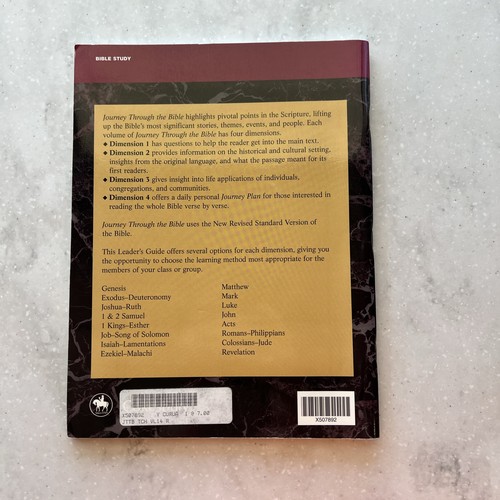 BIBLE STUDY
Journey Through the Bible highlights pivotal points in the Scripture, lifting
up the Bible's most significant stories, themes, events, and people. Each
volume of Journey Through the Bible has four dimensions.
◆ Dimension 1 has questions to help the reader get into the main text.
◆ Dimension 2 provides information on the historical and cultural setting,
insights from the original language, and what the passage meant for its
first readers.
◆ Dimension 3 gives insight into life applications of individuals,
congregations, and communities.
◆ Dimension 4 offers a daily personal Journey Plan for those interested in
reading the whole Bible verse by verse.
Journey Through the Bible uses the New Revised Standard Version of
the Bible.
This Leader's Guide offers several options for each dimension, giving you
the opportunity to choose the learning method most appropriate for the
members of your class or group.
Genesis
Exodus–Deuteronomy
Joshua–Ruth
1 & 2 Samuel
1 Kings–Esther
Job–Song of Solomon
Isaiah–Lamentations
Ezekiel–Malachi
Matthew
Mark
Luke
John
Acts
Romans–Philippians
Colossians–Jude
Revelation
X507892
X507892